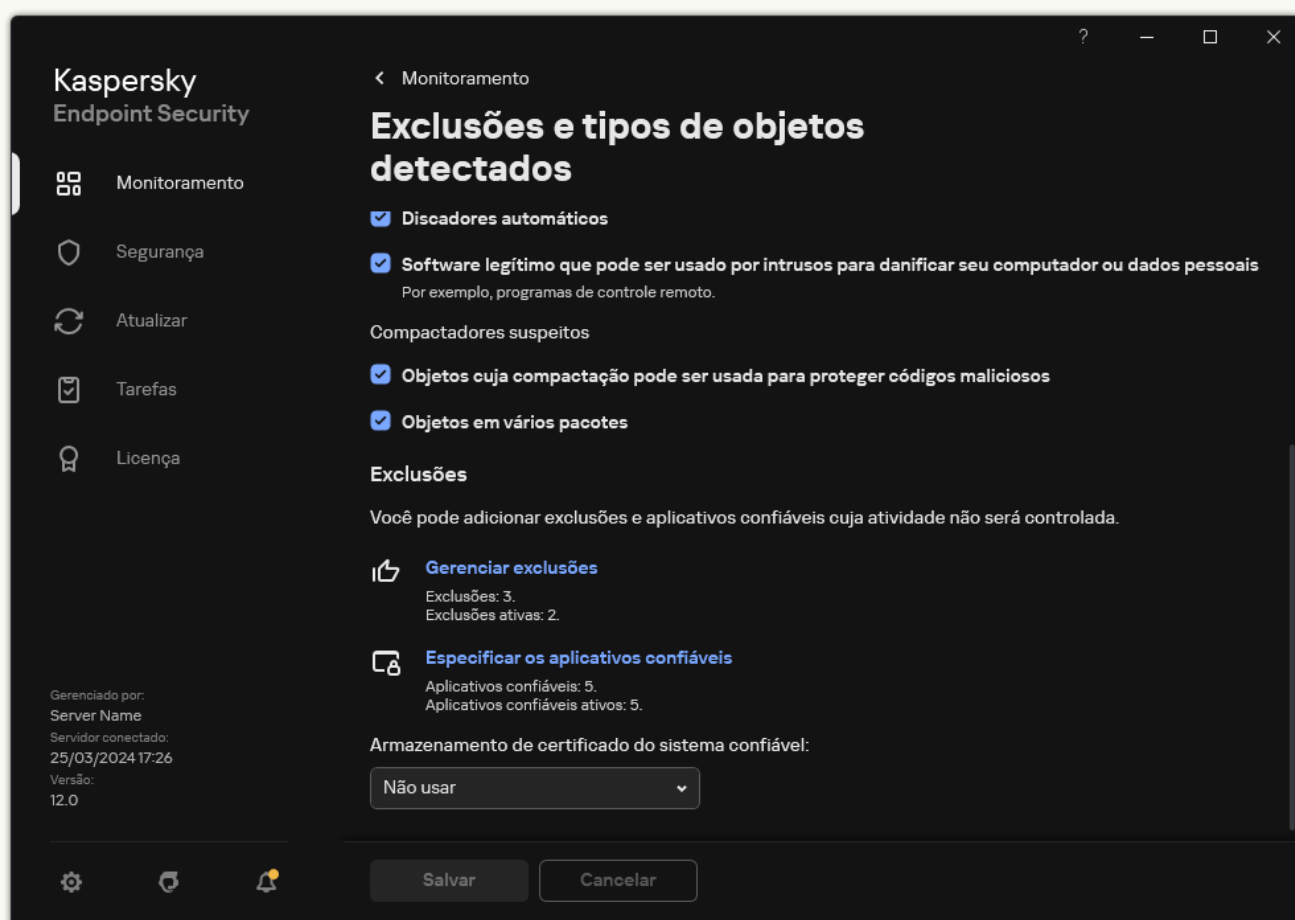 ?
Kaspersky
Endpoint Security
Monitoramento
Segurança
Atualizar
Tarefas
Licença
Gerenciado por:
Server Name
Servidor conectado:
25/03/2024 17:26
Versão:
12.0
Monitoramento
Exclusões e tipos de objetos
detectados
Discadores automáticos
Software legítimo que pode ser usado por intrusos para danificar seu computador ou dados pessoais
Por exemplo, programas de controle remoto.
Compactadores suspeitos
Objetos cuja compactação pode ser usada para proteger códigos maliciosos
Objetos em vários pacotes
Exclusões
Você pode adicionar exclusões e aplicativos confiáveis cuja atividade não será controlada.
Gerenciar exclusões
Exclusões: 3.
Exclusões ativas: 2.
Especificar os aplicativos confiáveis
Aplicativos confiáveis: 5.
Aplicativos confiáveis ativos: 5.
Armazenamento de certificado do sistema confiável:
Não usar
Salvar
Cancelar